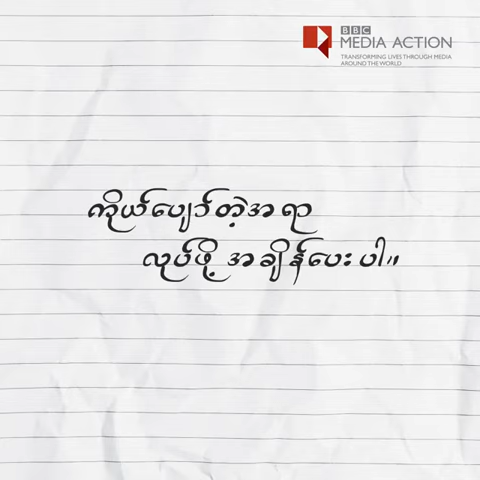 BBC
MEDIA ACTION
TRANSFORMING LIVES THROUGH MEDIA
AROUND THE WORLD
ကိုယ်ပျော်တဲ့အရာ
လုပ်ဖို့ အချိန်ပေးပါ။